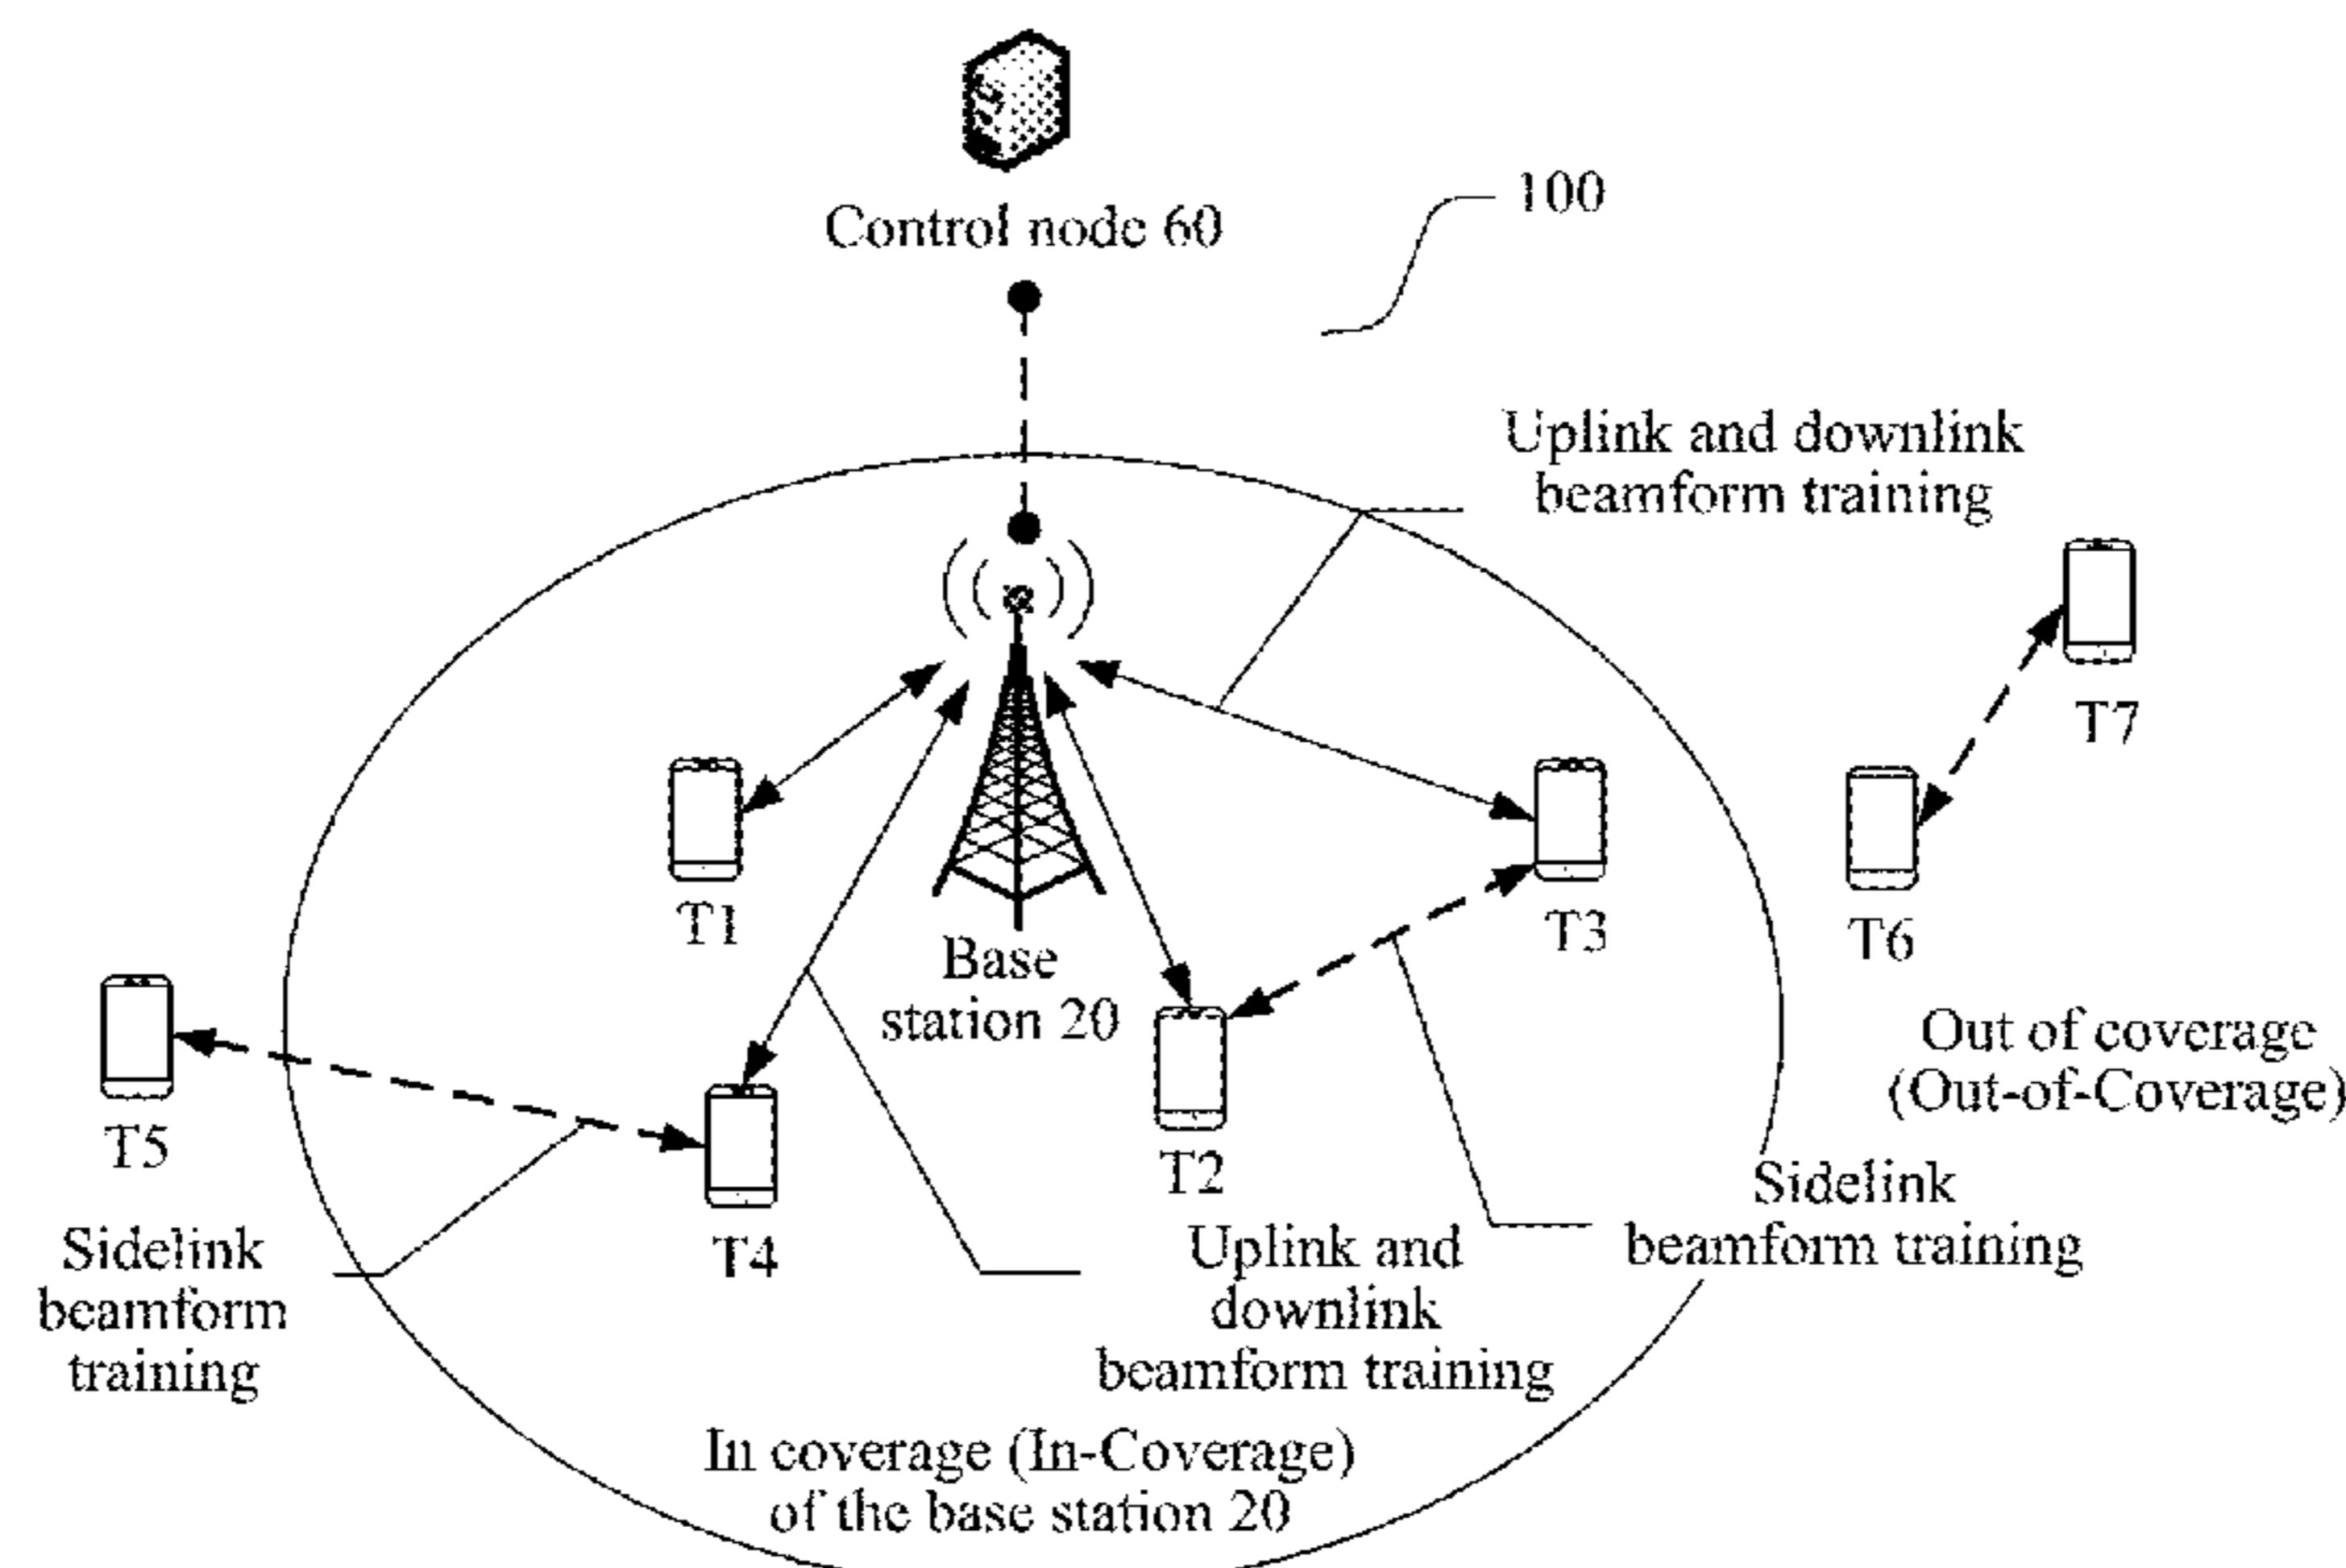 Control node 60
100
Uplink and downlink
beamform training
T7
T1
T3
T6
Base
station 20
Out of coverage
(Out-of-Coverage)
T5
T2
T4
Sidelink
beamform training
Sidelink
beamform
training
Uplink and
downlink
beamform training
In coverage (In-Coverage)
of the base station 20